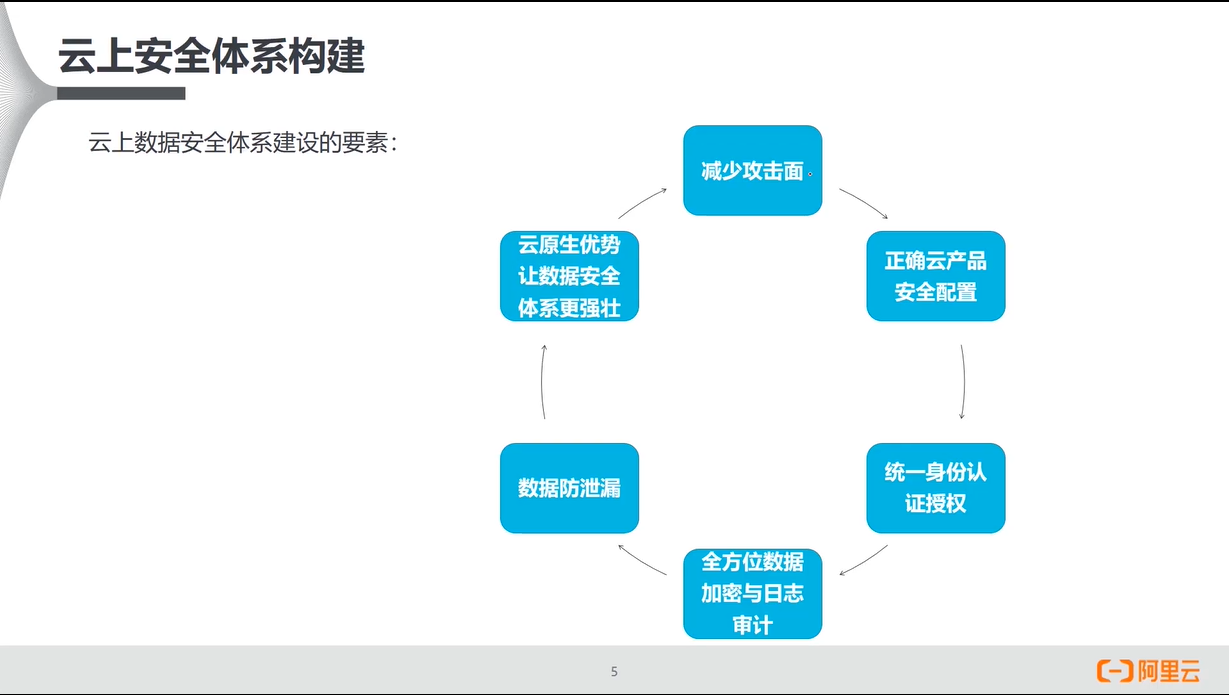 云上安全体系构建
云上数据安全体系建设的要素：
减少攻击面
正确云产品
安全配置
统一身份认
证授权
全方位数据
加密与日志
审计
数据防泄漏
云原生优势
让数据安全
体系更强壮
5
阿里云